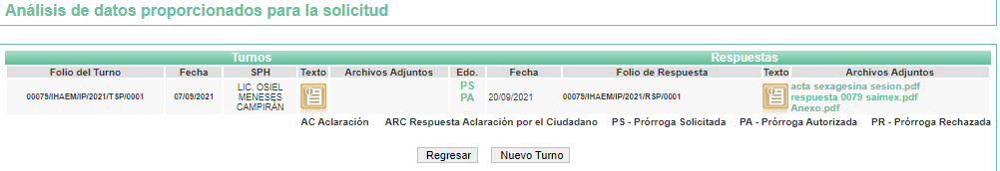 Análisis de datos proporcionados para la solicitud
Turnos Respuestas
Folio del Turno Fecha SPH Texto Archivos Adjuntos Edo. Fecha Folio de Respuesta Texto Archivos Adjuntos
00079/IHAEM/IP/2021/TSP/0001 07/09/2021 LIC. OSIEL MENESES CAMPIRÁN PS PA 20/09/2021 00079/IHAEM/IP/2021/RSP/0001 acta sexagesina sesion.pdf
respuesta 0079 saimex.pdf
Anexo.pdf
AC Aclaración ARC Respuesta Aclaración por el Ciudadano PS - Prórroga Solicitada PA - Prórroga Autorizada PR - Prórroga Rechazada
Regresar Nuevo Turno